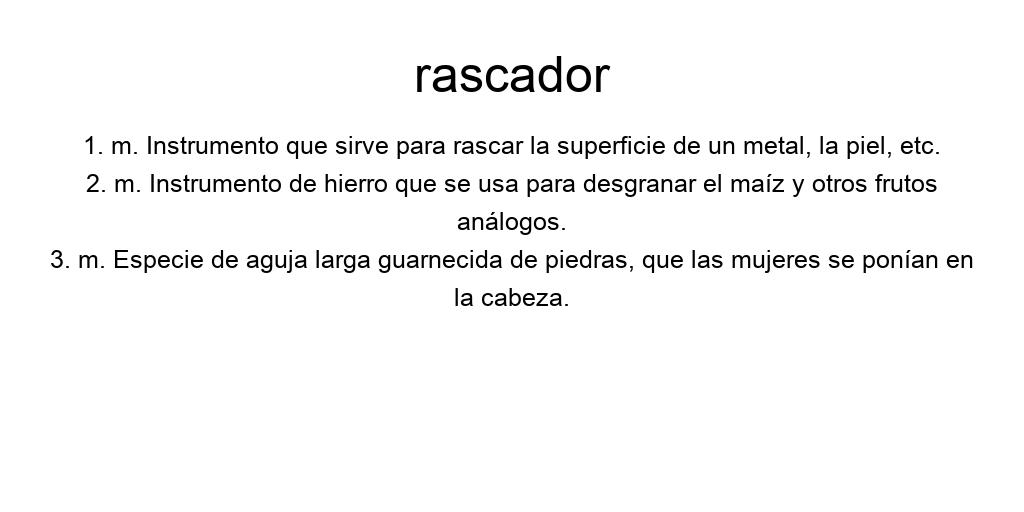 rascador
1. m. Instrumento que sirve para rascar la superficie de un metal, la piel, etc.
2. m. Instrumento de hierro que se usa para desgranar el maíz y otros frutos
análogos.
3. m. Especie de aguja larga guarnecida de piedras, que las mujeres se ponían en
la cabeza.